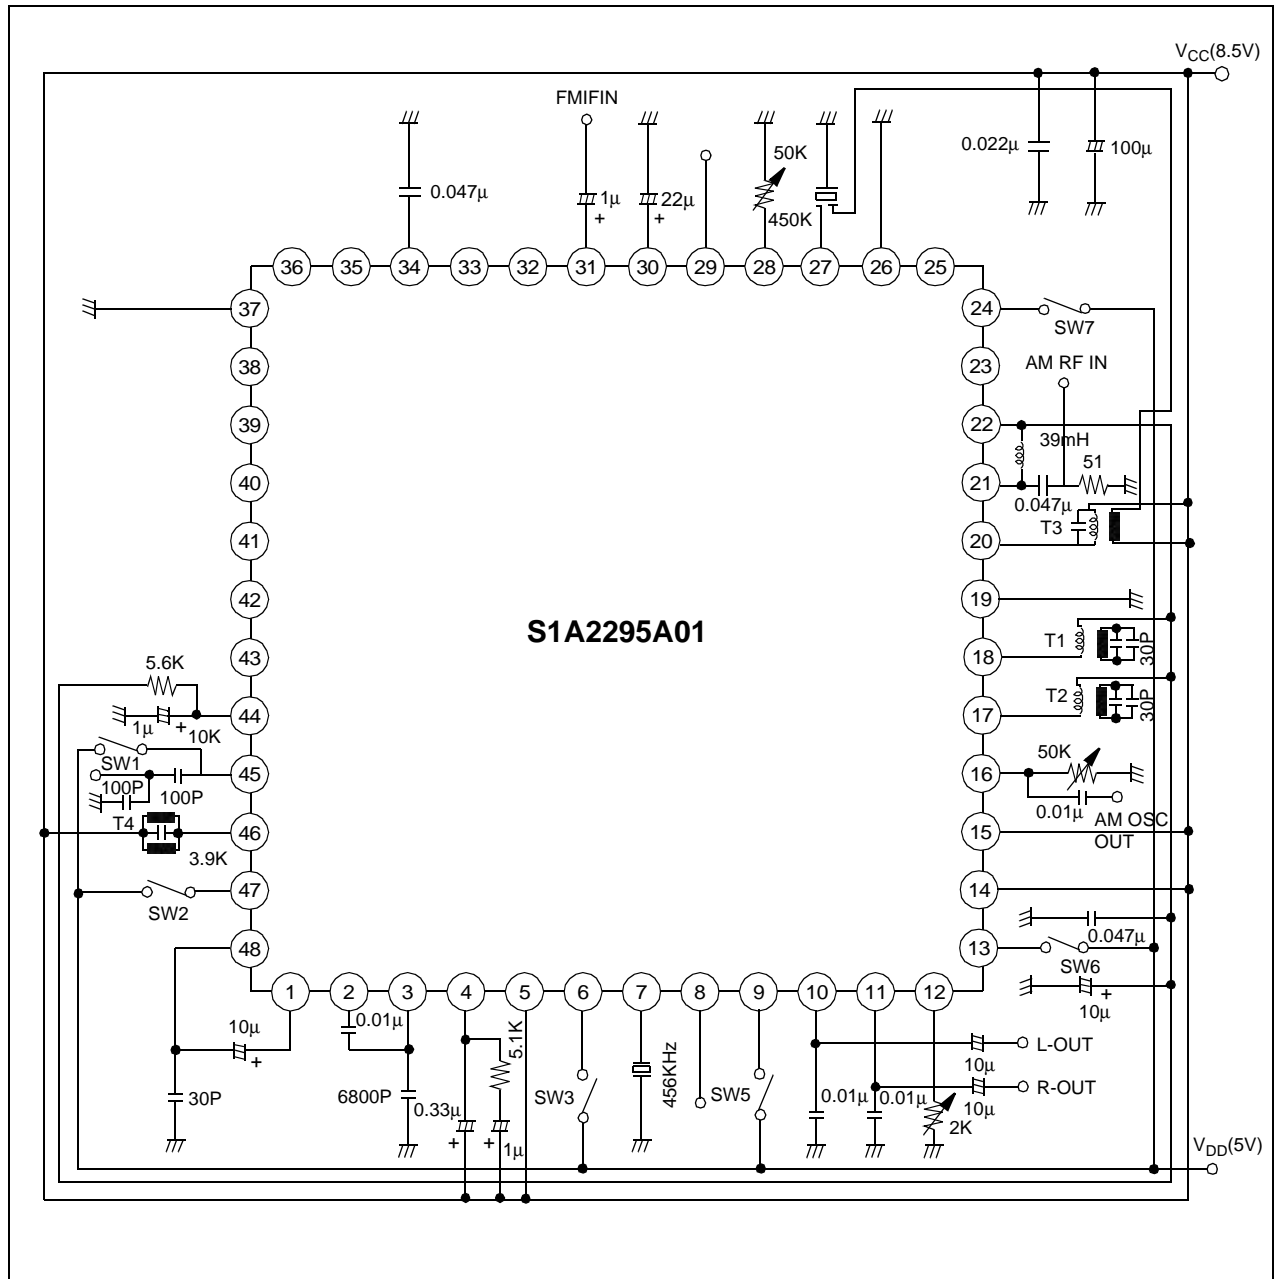 V_CC(8.5V)
FMIFIN
50K
0.022μ
100μ
0.047μ
1μ
+
22μ
+
450K
36
35
34
33
32
31
30
29
28
27
26
25
37
24
SW7
38
23
AM RF IN
39
22
39mH
40
21
51
0.047μ
41
20
T3
42
19
S1A2295A01
43
18
T1
30P
5.6K
44
1μ
+
10K
17
T2
30P
SW1
45
100P
100P
16
50K
0.01μ
AM OSC
OUT
T4
46
3.9K
15
47
SW2
14
48
13
0.047μ
SW6
1
2
3
4
5
6
7
8
9
10
11
12
+
10μ
10μ
+
0.01μ
5.1K
L-OUT
10μ
R-OUT
10μ
30P
6800P
0.33μ
+
+
1μ
SW3
456KHz
SW5
0.01μ
0.01μ
2K
V_DD(5V)